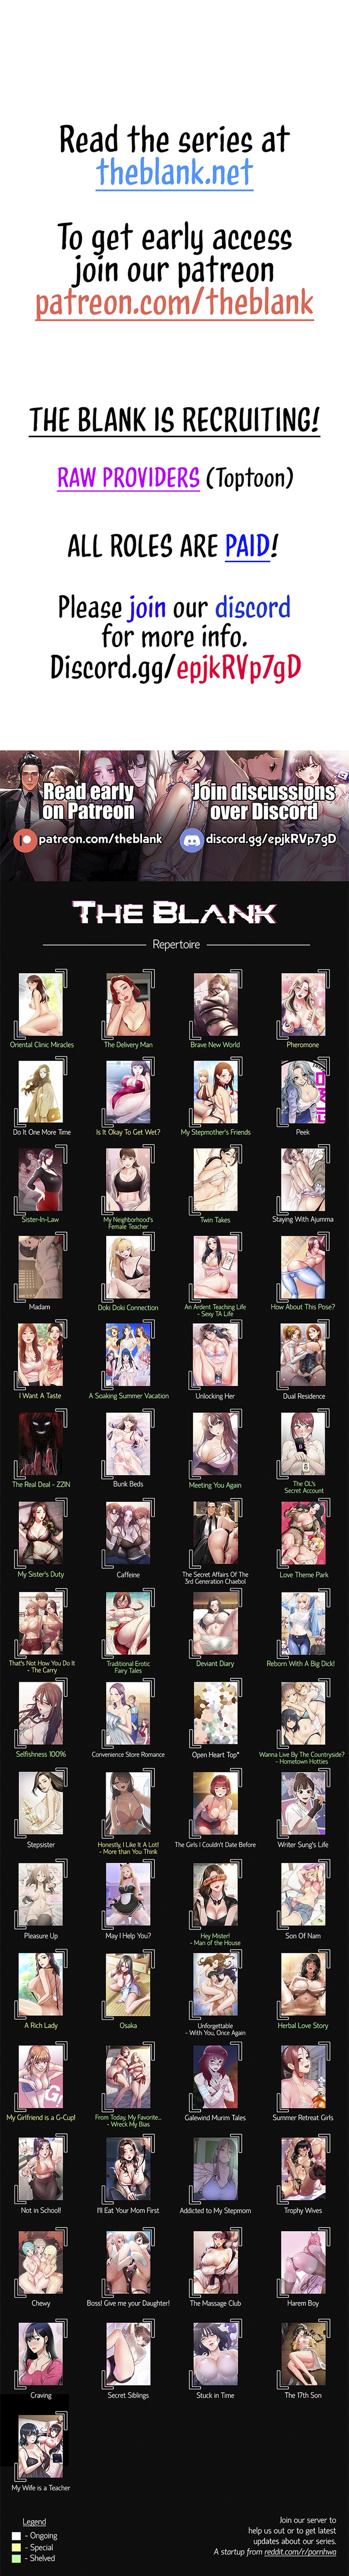 Read the series at
theblank.net
To get early access
join our patreon
patreon.com/theblank
THE BLANK IS RECRUITING!
RAW PROVIDERS (Toptoon)
ALL ROLES ARE PAID!
Please join our discord
for more info.
Discord.gg/epjkRVp7gD
Read early
on Patreon
Join discussions
over Discord
patreon.com/theblank
discord.gg/epjkRVp7gD
THE BLANK
Repertoire
Oriental Clinic Miracles
The Delivery Man
Brave New World
Pheromone
Do It One More Time
Is It Okay To Get Wet?
My Stepmother's Friends
Peek
Sister-In-Law
My Neighborhood's
Female Teacher
Twin Takes
Staying With Ajumma
Madam
Doki Doki Connection
An Ardent Teaching Life
- Sexy TA Life
How About This Pose?
I Want A Taste
A Soaking Summer Vacation
Unlocking Her
Dual Residence
The Real Deal - ZZIN
Bunk Beds
Meeting You Again
The OL's
Secret Account
My Sister's Duty
Caffeine
The Secret Affairs Of The
3rd Generation Chaebol
Love Theme Park
That's Not How You Do It
- The Carry
Traditional Erotic
Fairy Tales
Deviant Diary
Reborn With A Big Dick!
Selfishness 100%
Convenience Store Romance
Open Heart Top*
Wanna Live By The Countryside?
- Hometown Hotties
Stepsister
Honestly, I Like It A Lot!
- More than You Think
The Girls I Couldn't Date Before
Writer Sung's Life
Pleasure Up
May I Help You?
Hey Mister!
- Man of the House
Son Of Nam
A Rich Lady
Osaka
Unforgettable
- With You, Once Again
Herbal Love Story
My Girlfriend is a G-Cup!
From Today, My Favorite...
- Wreck My Bias
Galewind Murim Tales
Summer Retreat Girls
Not in School!
I'll Eat Your Mom First
Addicted to My Stepmom
Trophy Wives
Chewy
Boss! Give me your Daughter!
The Massage Club
Harem Boy
Craving
Secret Siblings
Stuck in Time
The 17th Son
My Wife is a Teacher
Legend
- Ongoing
- Special
- Shelved
Join our server to
help us out or to get latest
updates about our series.
A startup from reddit.com/r/pornhwa